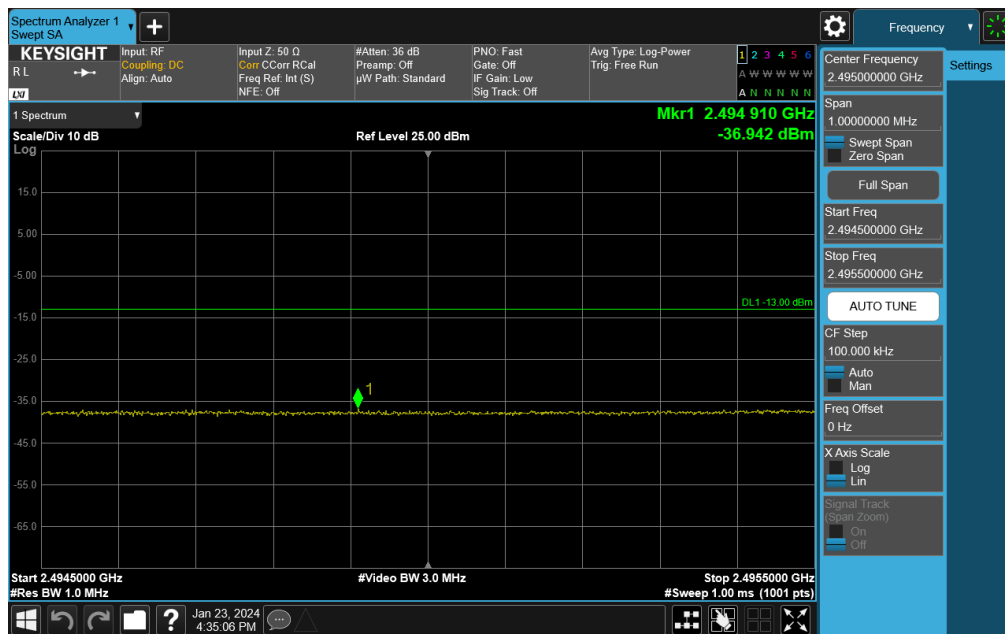 Spectrum Analyzer 1
Swept SA
+
Frequency
KEYSIGHT
R L
LXI
Input: RF
Coupling: DC
Align: Auto
Input Z: 50 Ω
Corr CCorr RCal
Freq Ref: Int (S)
NFE: Off
#Atten: 36 dB
Preamp: Off
µW Path: Standard
PNO: Fast
Gate: Off
IF Gain: Low
Sig Track: Off
Avg Type: Log-Power
Trig: Free Run
1 2 3 4 5 6
A W W W W W
A N N N N N
1 Spectrum
Scale/Div 10 dB
Log
Ref Level 25.00 dBm
Mkr1 2.494 910 GHz
-36.942 dBm
15.0
5.00
-5.00
DL1 -13.00 dBm
-15.0
-25.0
1
-35.0
-45.0
-55.0
-65.0
Start 2.4945000 GHz
#Video BW 3.0 MHz
Stop 2.4955000 GHz
#Res BW 1.0 MHz
#Sweep 1.00 ms (1001 pts)
Center Frequency
2.495000000 GHz
Settings
Span
1.00000000 MHz
Swept Span
Zero Span
Full Span
Start Freq
2.494500000 GHz
Stop Freq
2.495500000 GHz
AUTO TUNE
CF Step
100.000 kHz
Auto
Man
Freq Offset
0 Hz
X Axis Scale
Log
Lin
Signal Track
(Span Zoom)
On
Off
?
Jan 23, 2024
4:35:06 PM